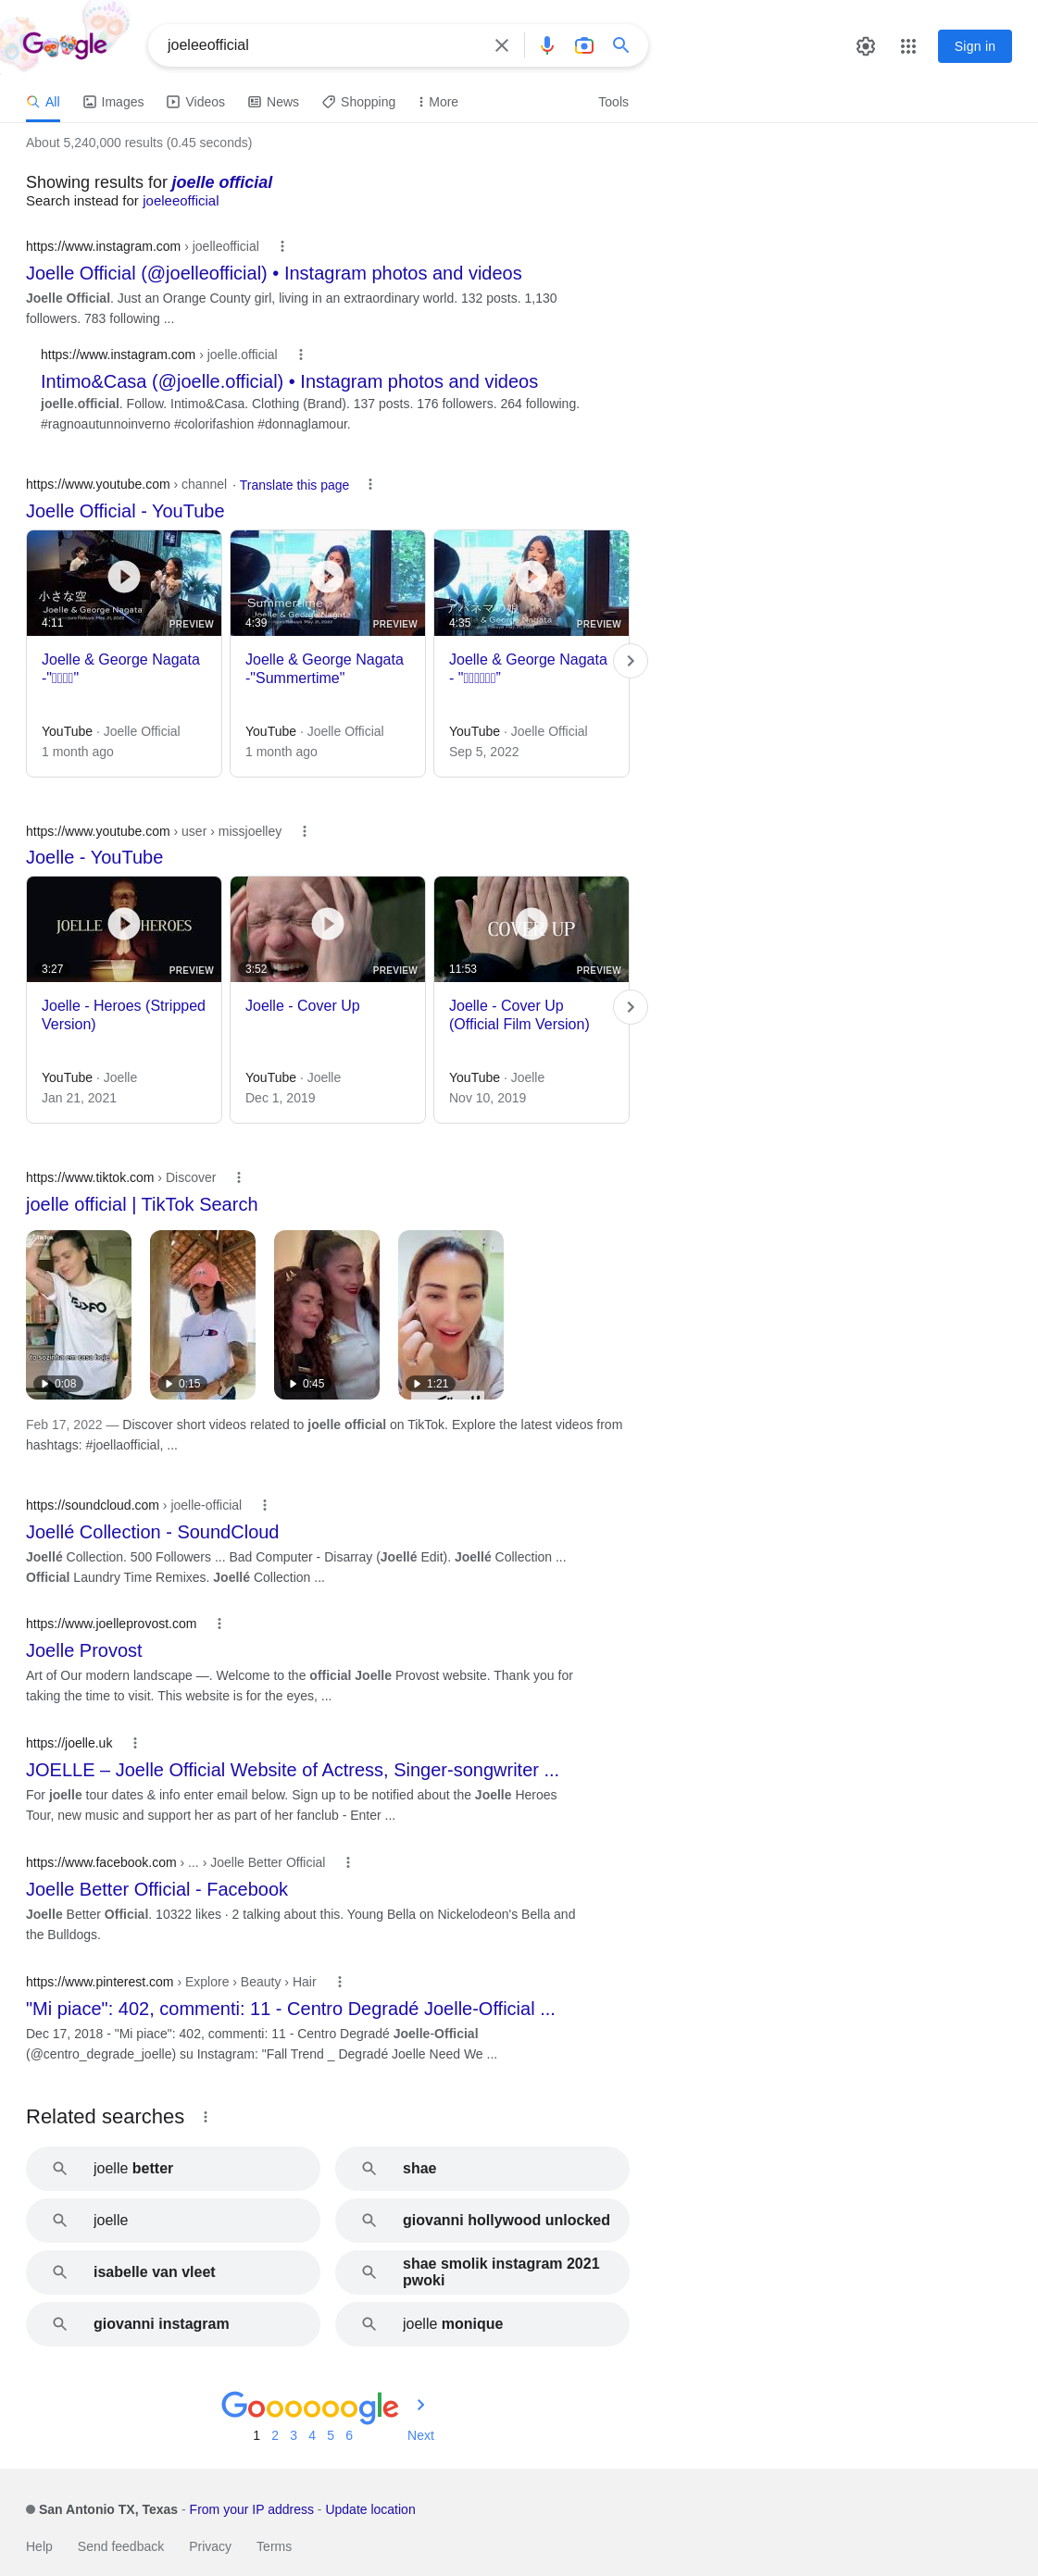 Google
joeleeofficial
Sign in
All
Images
Videos
News
Shopping
More
Tools
About 5,240,000 results (0.45 seconds)
Showing results for joelle official
Search instead for joeleeofficial
https://www.instagram.com › joelleofficial
Joelle Official (@joelleofficial) • Instagram photos and videos
Joelle Official. Just an Orange County girl, living in an extraordinary world. 132 posts. 1,130
followers. 783 following ...
https://www.instagram.com › joelle.official
Intimo&Casa (@joelle.official) • Instagram photos and videos
joelle.official. Follow. Intimo&Casa. Clothing (Brand). 137 posts. 176 followers. 264 following.
#ragnoautunnoinverno #colorifashion #donnaglamour.
https://www.youtube.com › channel · Translate this page
Joelle Official - YouTube
小さな空
Joelle & George Nagata
4:11
PREVIEW
Joelle & George Nagata
-"▯▯▯▯"
YouTube · Joelle Official
1 month ago
Summertime
Joelle & George Nagata
4:39
PREVIEW
Joelle & George Nagata
-"Summertime"
YouTube · Joelle Official
1 month ago
4:35
PREVIEW
Joelle & George Nagata
- "▯▯▯▯▯▯”
YouTube · Joelle Official
Sep 5, 2022
https://www.youtube.com › user › missjoelley
Joelle - YouTube
JOELLE HEROES
3:27
PREVIEW
Joelle - Heroes (Stripped
Version)
YouTube · Joelle
Jan 21, 2021
3:52
PREVIEW
Joelle - Cover Up
YouTube · Joelle
Dec 1, 2019
COVER UP
11:53
PREVIEW
Joelle - Cover Up
(Official Film Version)
YouTube · Joelle
Nov 10, 2019
https://www.tiktok.com › Discover
joelle official | TikTok Search
to sozinha em casa hoje
0:08
0:15
0:45
1:21
Feb 17, 2022 — Discover short videos related to joelle official on TikTok. Explore the latest videos from
hashtags: #joellaofficial, ...
https://soundcloud.com › joelle-official
Joellé Collection - SoundCloud
Joellé Collection. 500 Followers ... Bad Computer - Disarray (Joellé Edit). Joellé Collection ...
Official Laundry Time Remixes. Joellé Collection ...
https://www.joelleprovost.com
Joelle Provost
Art of Our modern landscape —. Welcome to the official Joelle Provost website. Thank you for
taking the time to visit. This website is for the eyes, ...
https://joelle.uk
JOELLE – Joelle Official Website of Actress, Singer-songwriter ...
For joelle tour dates & info enter email below. Sign up to be notified about the Joelle Heroes
Tour, new music and support her as part of her fanclub - Enter ...
https://www.facebook.com › ... › Joelle Better Official
Joelle Better Official - Facebook
Joelle Better Official. 10322 likes · 2 talking about this. Young Bella on Nickelodeon's Bella and
the Bulldogs.
https://www.pinterest.com › Explore › Beauty › Hair
"Mi piace": 402, commenti: 11 - Centro Degradé Joelle-Official ...
Dec 17, 2018 - "Mi piace": 402, commenti: 11 - Centro Degradé Joelle-Official
(@centro_degrade_joelle) su Instagram: "Fall Trend _ Degradé Joelle Need We ...
Related searches
joelle better
shae
joelle
giovanni hollywood unlocked
isabelle van vleet
shae smolik instagram 2021
pwoki
giovanni instagram
joelle monique
Goooooogle
1 2 3 4 5 6 Next
San Antonio TX, Texas - From your IP address - Update location
Help
Send feedback
Privacy
Terms